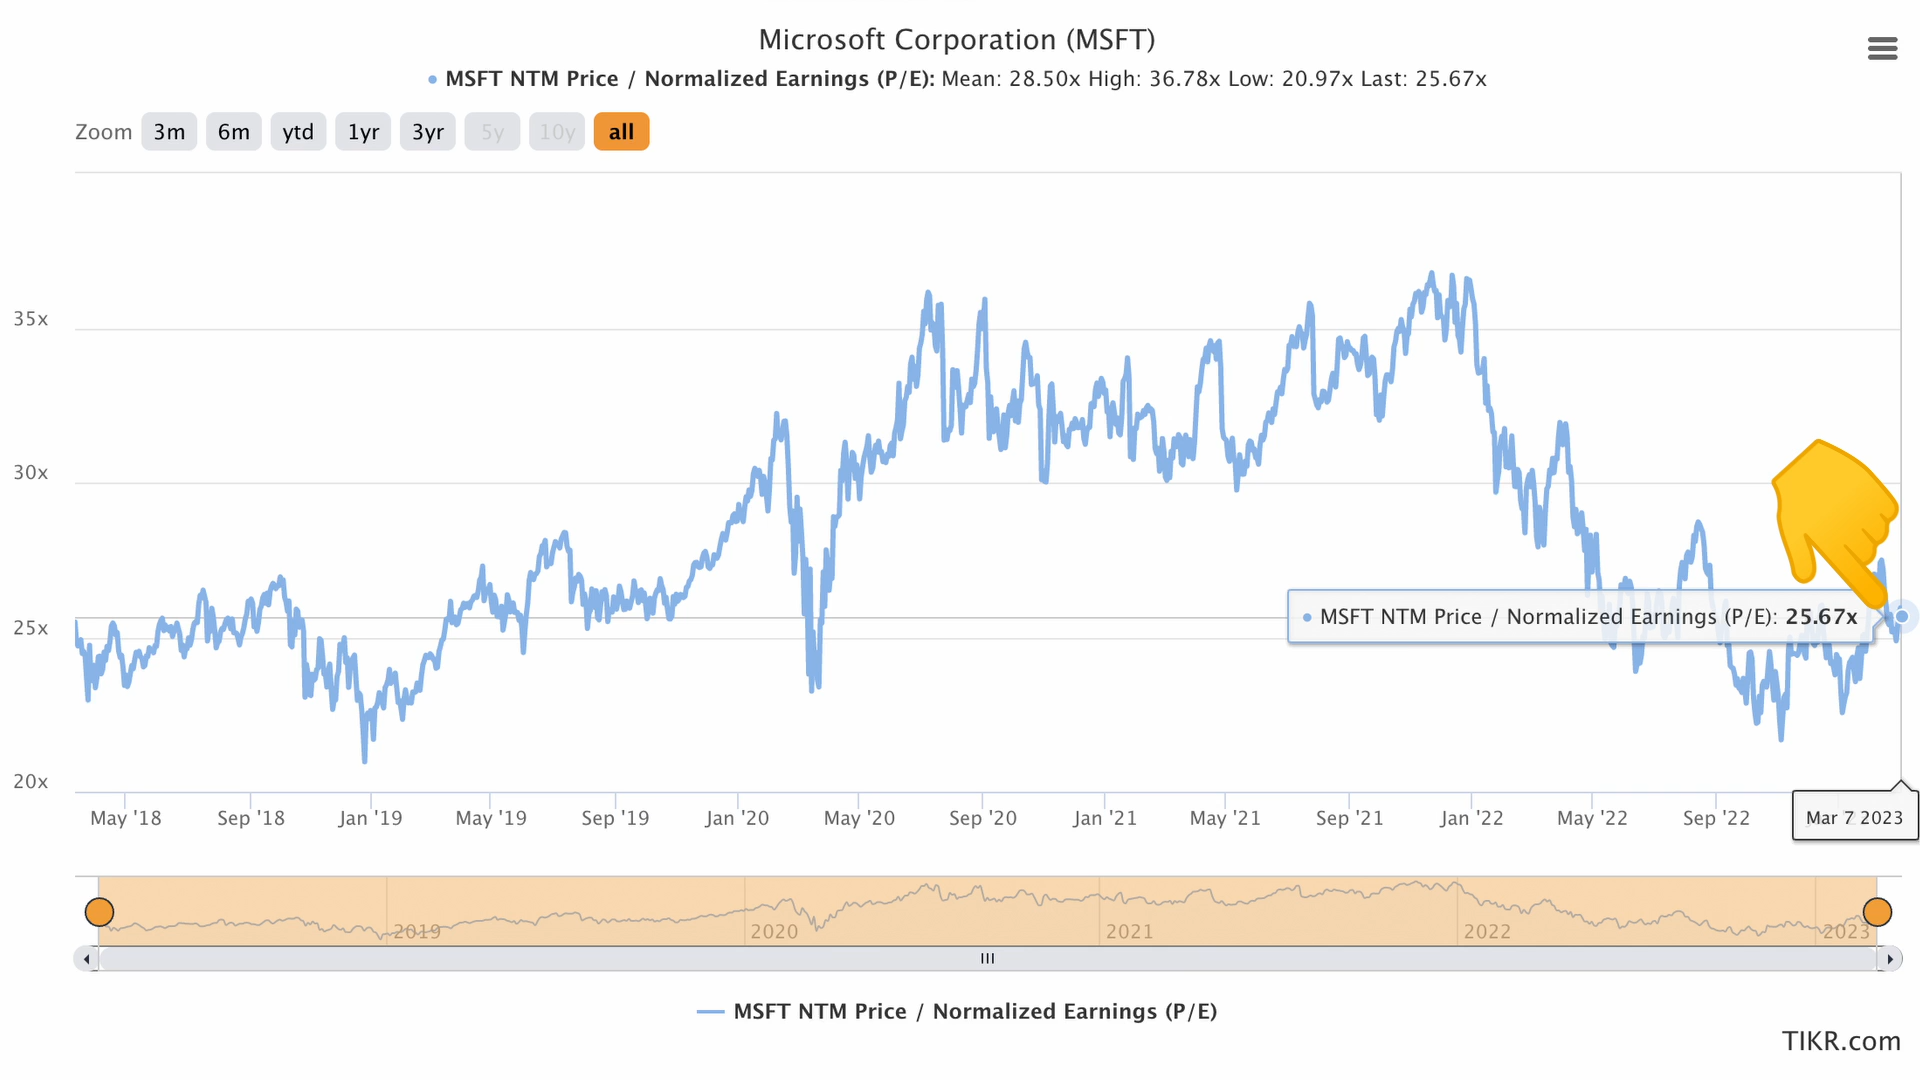 Microsoft Corporation (MSFT)
MSFT NTM Price / Normalized Earnings (P/E): Mean: 28.50x High: 36.78x Low: 20.97x Last: 25.67x
Zoom 3m 6m ytd 1yr 3yr 5y 10y all
35x
30x
25x
20x
MSFT NTM Price / Normalized Earnings (P/E): 25.67x
May '18 Sep '18 Jan '19 May '19 Sep '19 Jan '20 May '20 Sep '20 Jan '21 May '21 Sep '21 Jan '22 May '22 Sep '22 Mar 7 2023
2019 2020 2021 2022 2023
MSFT NTM Price / Normalized Earnings (P/E)
TIKR.com